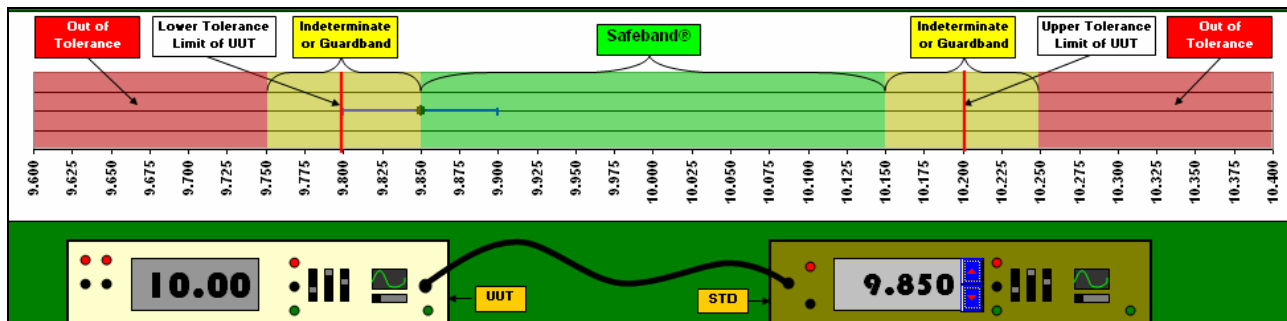 Out of
Tolerance
Lower Tolerance
Limit of UUT
Indeterminate
or Guardband
Safeband®
Indeterminate
or Guardband
Upper Tolerance
Limit of UUT
Out of
Tolerance
9.600
9.625
9.650
9.675
9.700
9.725
9.750
9.775
9.800
9.825
9.850
9.875
9.900
9.925
9.950
9.975
10.000
10.025
10.050
10.075
10.100
10.125
10.150
10.175
10.200
10.225
10.250
10.275
10.300
10.325
10.350
10.375
10.400
10.00
UUT
STD
9.850